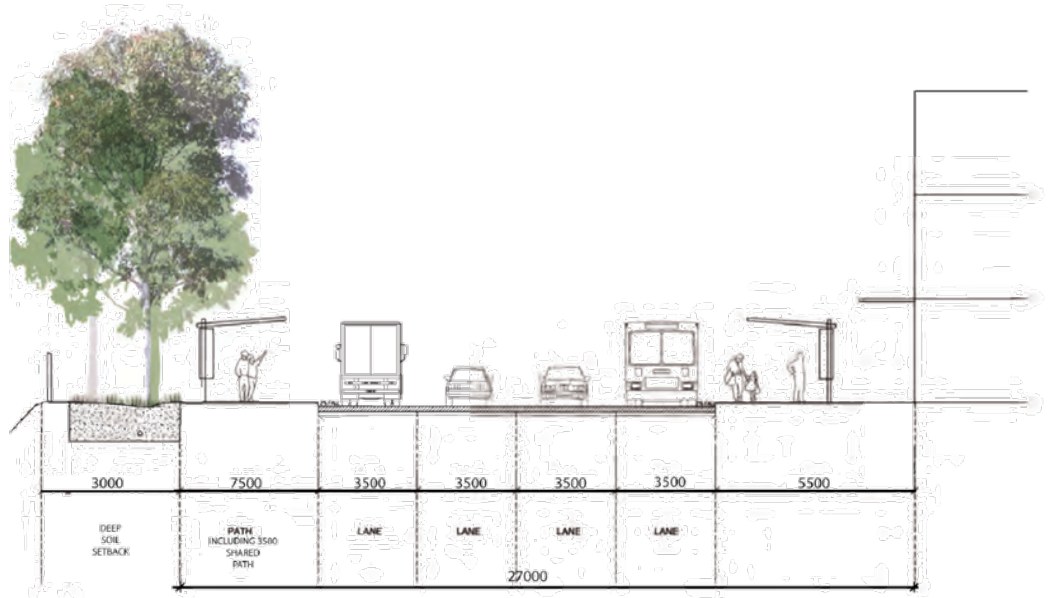 3000
7500
3500
3500
3500
3500
5500
DEEP
SOIL
SETBACK
PATH
INCLUDING 3500
SHARED
PATH
LANE
LANE
LANE
LANE
27000